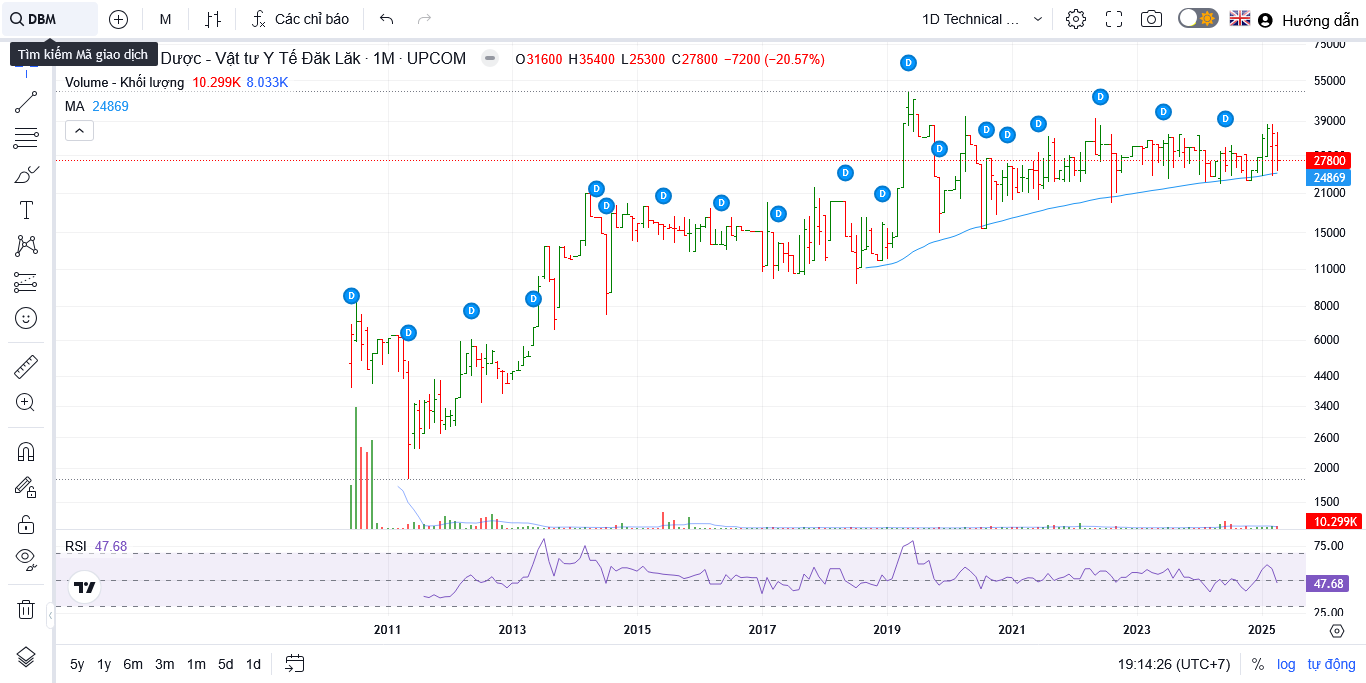 DBM
M
Các chỉ báo
1D Technical ...
Hướng dẫn
Tìm kiếm Mã giao dịch
Dược - Vật tư Y Tế Đăk Lăk · 1M · UPCOM
O31600 H35400 L25300 C27800 −7200 (−20.57%)
Volume - Khối lượng 10.299K 8.033K
MA 24869
75000
55000
39000
27800
24869
21000
15000
11000
8000
6000
4400
3400
2600
2000
1500
10.299K
D D D D D D D D D D D D D D D D D D D D
RSI 47.68
75.00
47.68
25.00
2011 2013 2015 2017 2019 2021 2023 2025
5y 1y 6m 3m 1m 5d 1d
19:14:26 (UTC+7) % log tự động